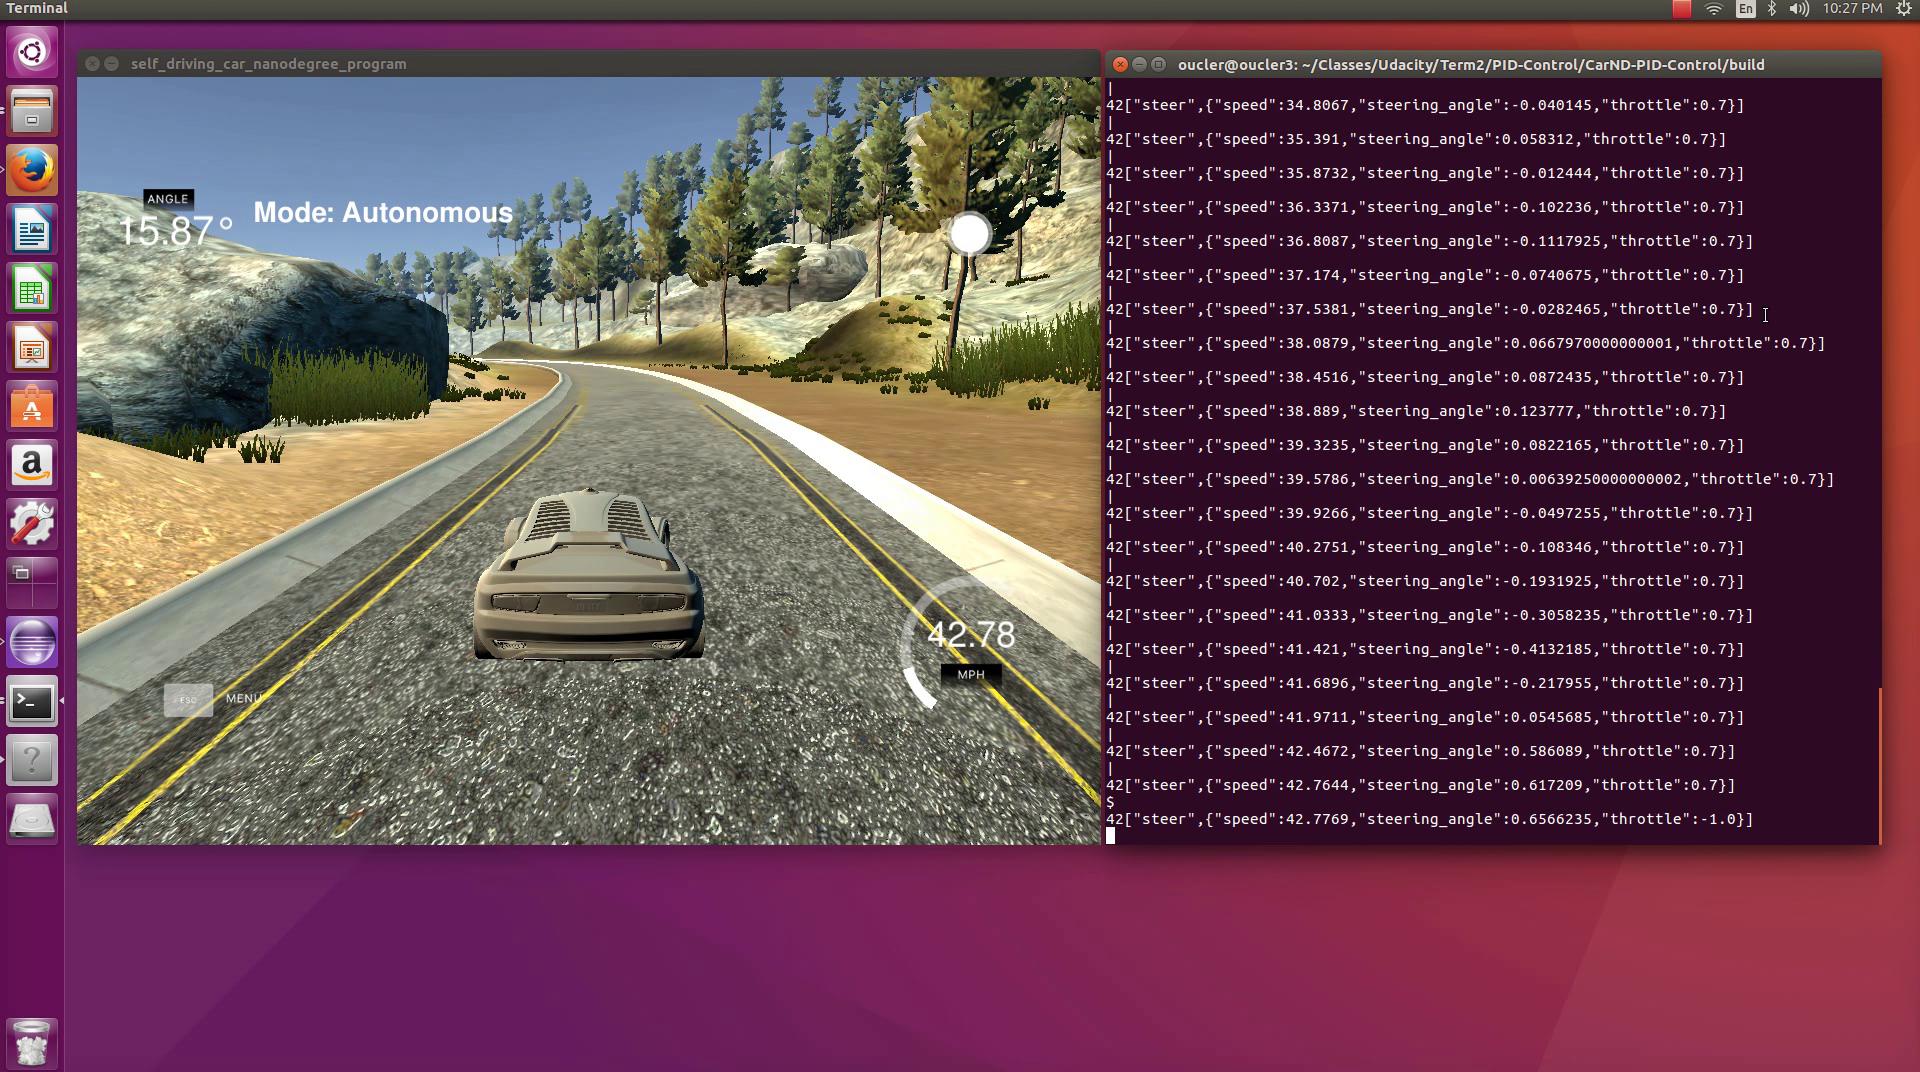 Terminal
En
10:27 PM
self_driving_car_nanodegree_program
ANGLE
15.87°
Mode: Autonomous
42.78
MPH
ESC
MENU
oucler@oucler3: ~/Classes/Udacity/Term2/PID-Control/CarND-PID-Control/build
|
42["steer",{"speed":34.8067,"steering_angle":-0.040145,"throttle":0.7}]
|
42["steer",{"speed":35.391,"steering_angle":0.058312,"throttle":0.7}]
|
42["steer",{"speed":35.8732,"steering_angle":-0.012444,"throttle":0.7}]
|
42["steer",{"speed":36.3371,"steering_angle":-0.102236,"throttle":0.7}]
|
42["steer",{"speed":36.8087,"steering_angle":-0.1117925,"throttle":0.7}]
|
42["steer",{"speed":37.174,"steering_angle":-0.0740675,"throttle":0.7}]
|
42["steer",{"speed":37.5381,"steering_angle":-0.0282465,"throttle":0.7}]
|
42["steer",{"speed":38.0879,"steering_angle":0.0667970000000001,"throttle":0.7}]
|
42["steer",{"speed":38.4516,"steering_angle":0.0872435,"throttle":0.7}]
|
42["steer",{"speed":38.889,"steering_angle":0.123777,"throttle":0.7}]
|
42["steer",{"speed":39.3235,"steering_angle":0.0822165,"throttle":0.7}]
|
42["steer",{"speed":39.5786,"steering_angle":0.00639250000000002,"throttle":0.7}]
|
42["steer",{"speed":39.9266,"steering_angle":-0.0497255,"throttle":0.7}]
|
42["steer",{"speed":40.2751,"steering_angle":-0.108346,"throttle":0.7}]
|
42["steer",{"speed":40.702,"steering_angle":-0.1931925,"throttle":0.7}]
|
42["steer",{"speed":41.0333,"steering_angle":-0.3058235,"throttle":0.7}]
|
42["steer",{"speed":41.421,"steering_angle":-0.4132185,"throttle":0.7}]
|
42["steer",{"speed":41.6896,"steering_angle":-0.217955,"throttle":0.7}]
|
42["steer",{"speed":41.9711,"steering_angle":0.0545685,"throttle":0.7}]
|
42["steer",{"speed":42.4672,"steering_angle":0.586089,"throttle":0.7}]
|
42["steer",{"speed":42.7644,"steering_angle":0.617209,"throttle":0.7}]
$
42["steer",{"speed":42.7769,"steering_angle":0.6566235,"throttle":-1.0}]